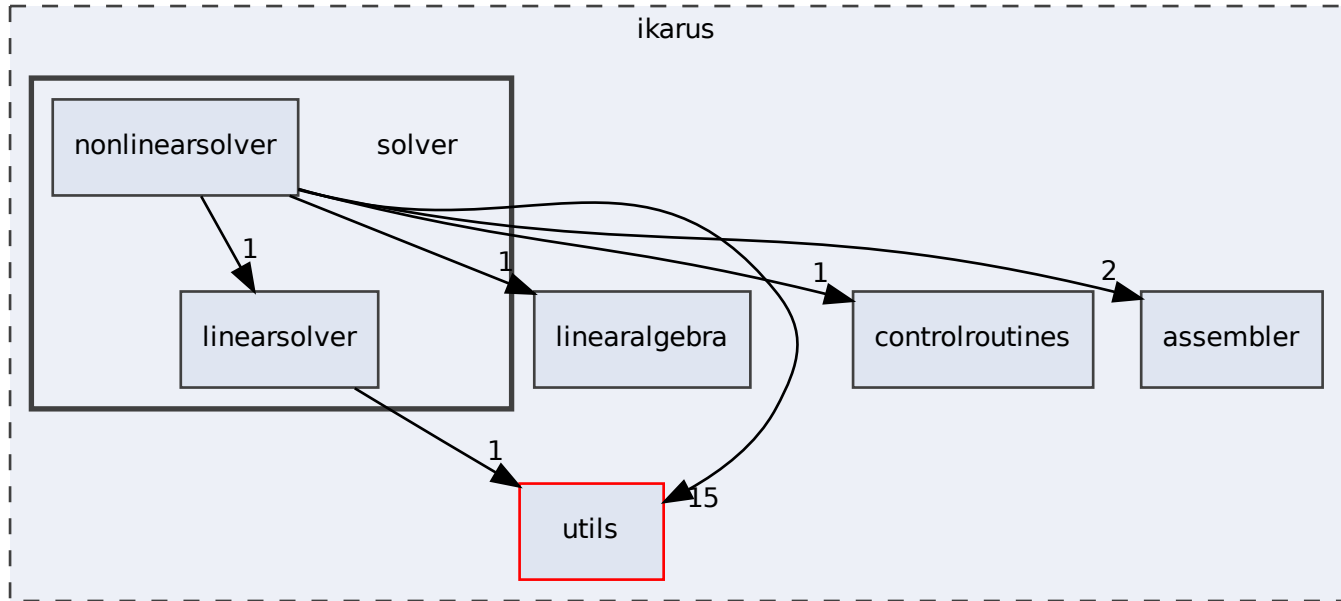 ikarus
nonlinearsolver
solver
1
1
1
2
linearsolver
linearalgebra
controlroutines
assembler
1
15
utils